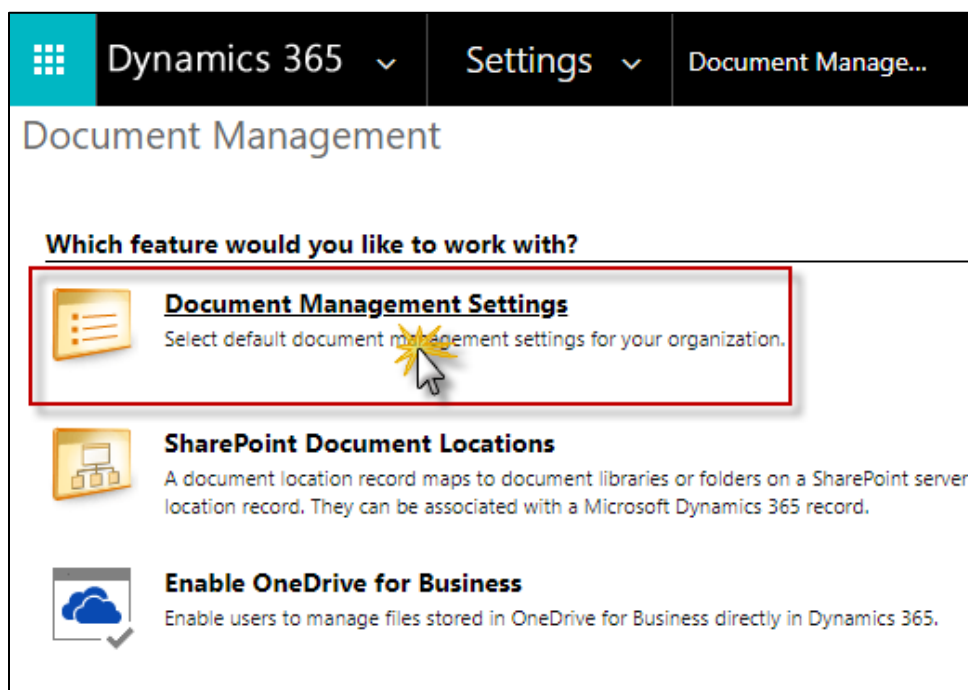 Dynamics 365 Settings Document Manage...
Document Management
Which feature would you like to work with?
Document Management Settings
Select default document management settings for your organization.
SharePoint Document Locations
A document location record maps to document libraries or folders on a SharePoint server
location record. They can be associated with a Microsoft Dynamics 365 record.
Enable OneDrive for Business
Enable users to manage files stored in OneDrive for Business directly in Dynamics 365.